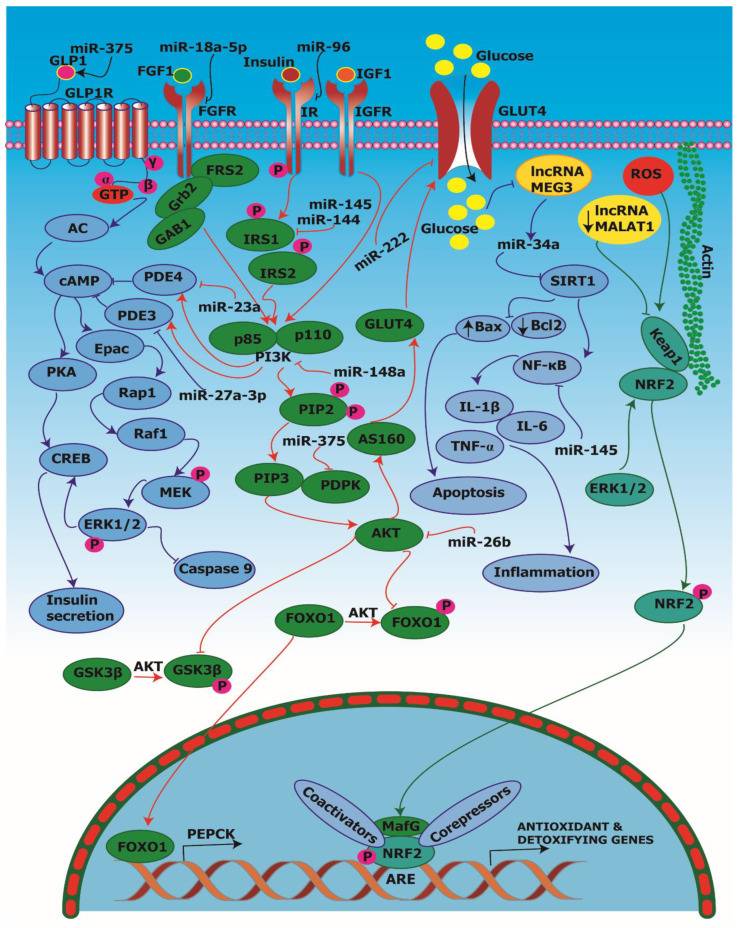 miR-375
GLP1
GLP1R
miR-18a-5p
FGF1
FGFR
Insulin
miR-96
IGF1
IR
IGFR
Glucose
GLUT4
γ
α
β
GTP
FRS2
Grb2
GAB1
P
P
IRS1
P
IRS2
miR-145
miR-144
miR-222
Glucose
lncRNA
MEG3
miR-34a
ROS
lncRNA
MALAT1
Actin
AC
cAMP
PDE4
PDE3
miR-23a
miR-27a-3p
Epac
PKA
Rap1
Raf1
CREB
MEK
P
ERK1/2
P
Caspase 9
Insulin
secretion
p85
p110
PI3K
miR-148a
GLUT4
PIP2
P
P
miR-375
AS160
PIP3
PDPK
AKT
miR-26b
SIRT1
Bax
Bcl2
NF-κB
IL-1β
IL-6
TNF-α
miR-145
Apoptosis
Inflammation
Keap1
NRF2
ERK1/2
NRF2
P
FOXO1
AKT
FOXO1
P
GSK3β
AKT
GSK3β
P
Coactivators
MafG
Corepressors
P
NRF2
ARE
FOXO1
PEPCK
ANTIOXIDANT &
DETOXIFYING GENES